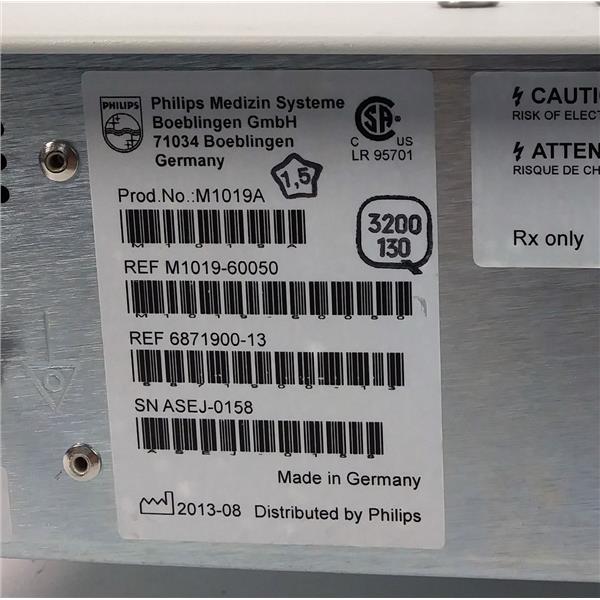 PHILIPS
Philips Medizin Systeme
Boeblingen GmbH
71034 Boeblingen
Germany
SA
C US
LR 95701
1,5
Prod.No.:M1019A
3200
130
REF M1019-60050
REF 6871900-13
SN ASEJ-0158
Made in Germany
2013-08 Distributed by Philips
CAUTI
RISK OF ELECT
ATTEN
RISQUE DE CH
Rx only